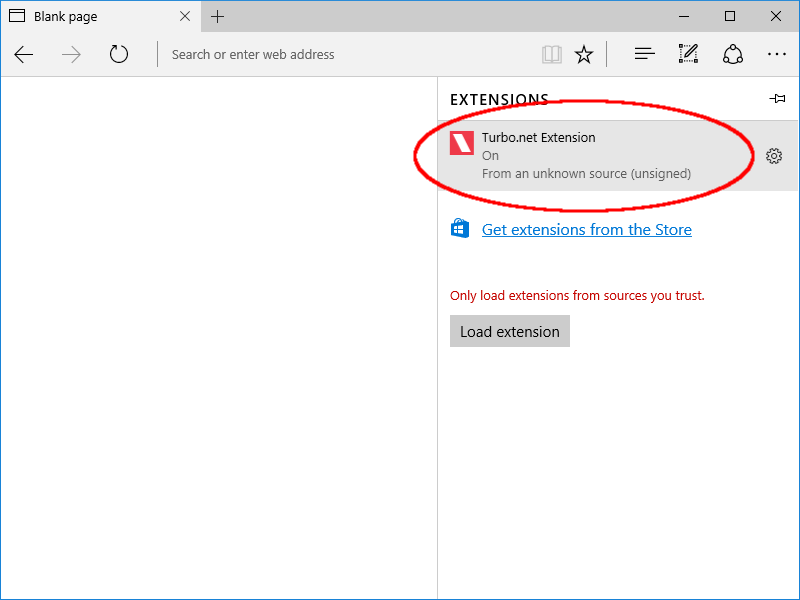 Blank page
Search or enter web address
EXTENSIONS
Turbo.net Extension
On
From an unknown source (unsigned)
Get extensions from the Store
Only load extensions from sources you trust.
Load extension